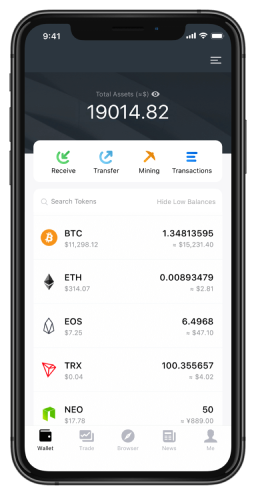 9:41
Total Assets (≈$)
19014.82
Receive Transfer Mining Transactions
Search Tokens Hide Low Balances
BTC 1.34813595
$11,298.12 ≈ $15,231.40
ETH 0.00893479
$314.07 ≈ $2.81
EOS 6.4968
$7.25 ≈ $47.10
TRX 100.355657
$0.04 ≈ $4.02
NEO 50
$17.78 ≈ ¥889.00
Wallet Trade Browser News Me